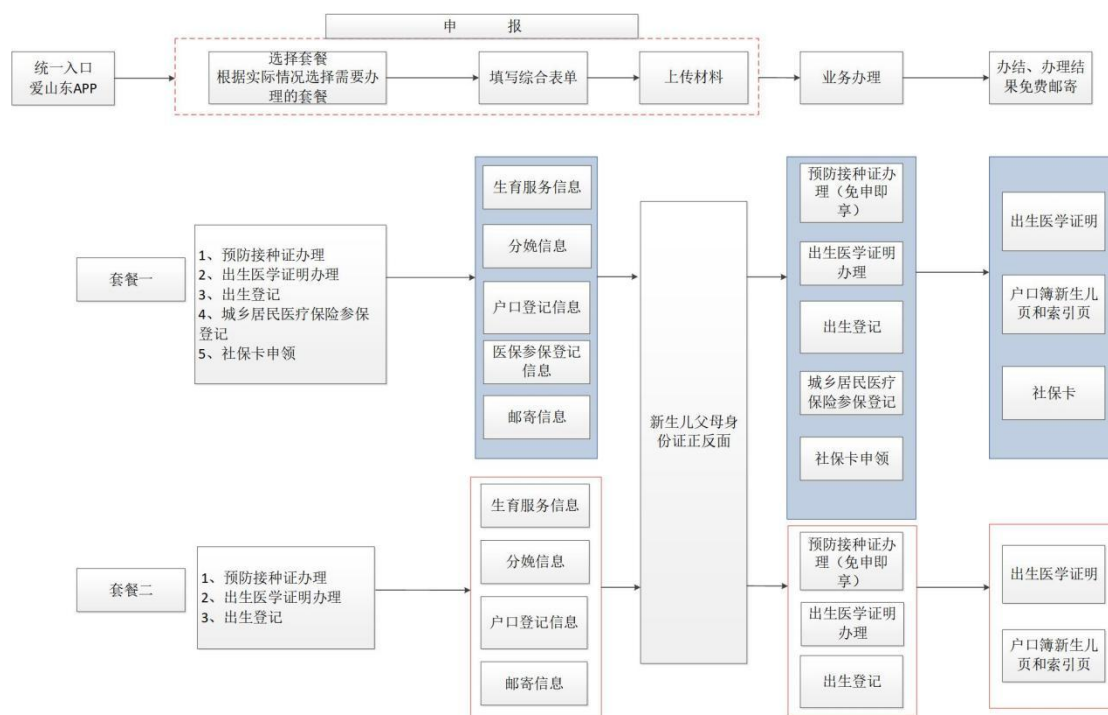 申 报
统一入口
爱山东APP
选择套餐
根据实际情况选择需要办
理的套餐
填写综合表单
上传材料
业务办理
办结、办理结
果免费邮寄
套餐一
1、预防接种证办理
2、出生医学证明办理
3、出生登记
4、城乡居民医疗保险参保
登记
5、社保卡申领
生育服务信息
分娩信息
户口登记信息
医保参保登记
信息
邮寄信息
新生儿父母身
份证正反面
预防接种证办
理（免申即
享）
出生医学证明
办理
出生登记
城乡居民医疗
保险参保登记
社保卡申领
出生医学证明
户口簿新生儿
页和索引页
社保卡
套餐二
1、预防接种证办理
2、出生医学证明办理
3、出生登记
生育服务信息
分娩信息
户口登记信息
邮寄信息
预防接种证办
理（免申即
享）
出生医学证明
办理
出生登记
出生医学证明
户口簿新生儿
页和索引页